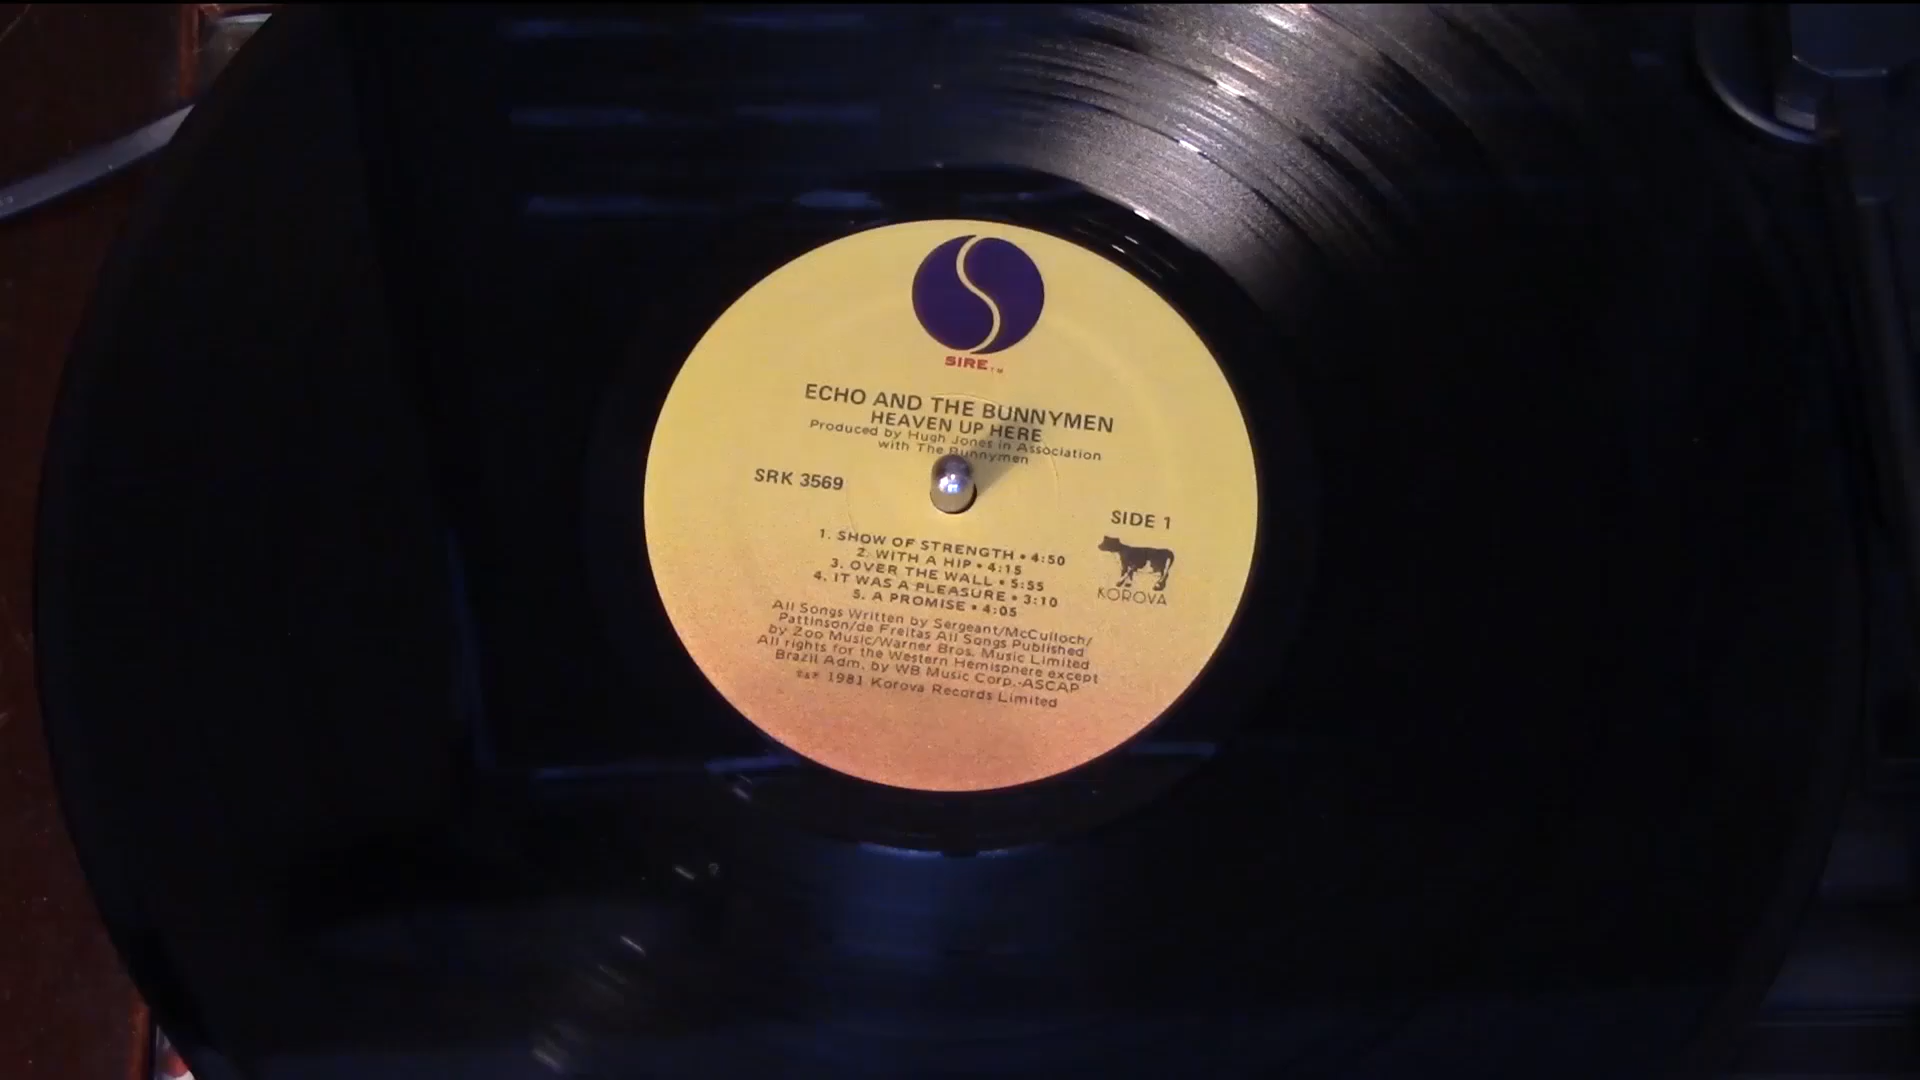 SIRE™
ECHO AND THE BUNNYMEN
HEAVEN UP HERE
Produced by Hugh Jones in Association
with The Bunnymen
SRK 3569
SIDE 1
1. SHOW OF STRENGTH • 4:50
2. WITH A HIP • 4:15
3. OVER THE WALL • 5:55
4. IT WAS A PLEASURE • 3:10
5. A PROMISE • 4:05
KOROVA
All Songs Written by Sergeant/McCulloch/
Pattinson/de Freitas All Songs Published
by Zoo Music/Warner Bros. Music Limited
All rights for the Western Hemisphere except
Brazil Adm. by WB Music Corp.-ASCAP
1981 Korova Records Limited